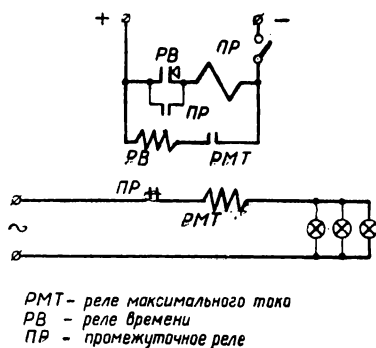 + −
ПР
РВ
ПР
РВ РМТ
ПР
РМТ
~
РМТ - реле максимального тока
РВ - реле времени
ПР - промежуточное реле